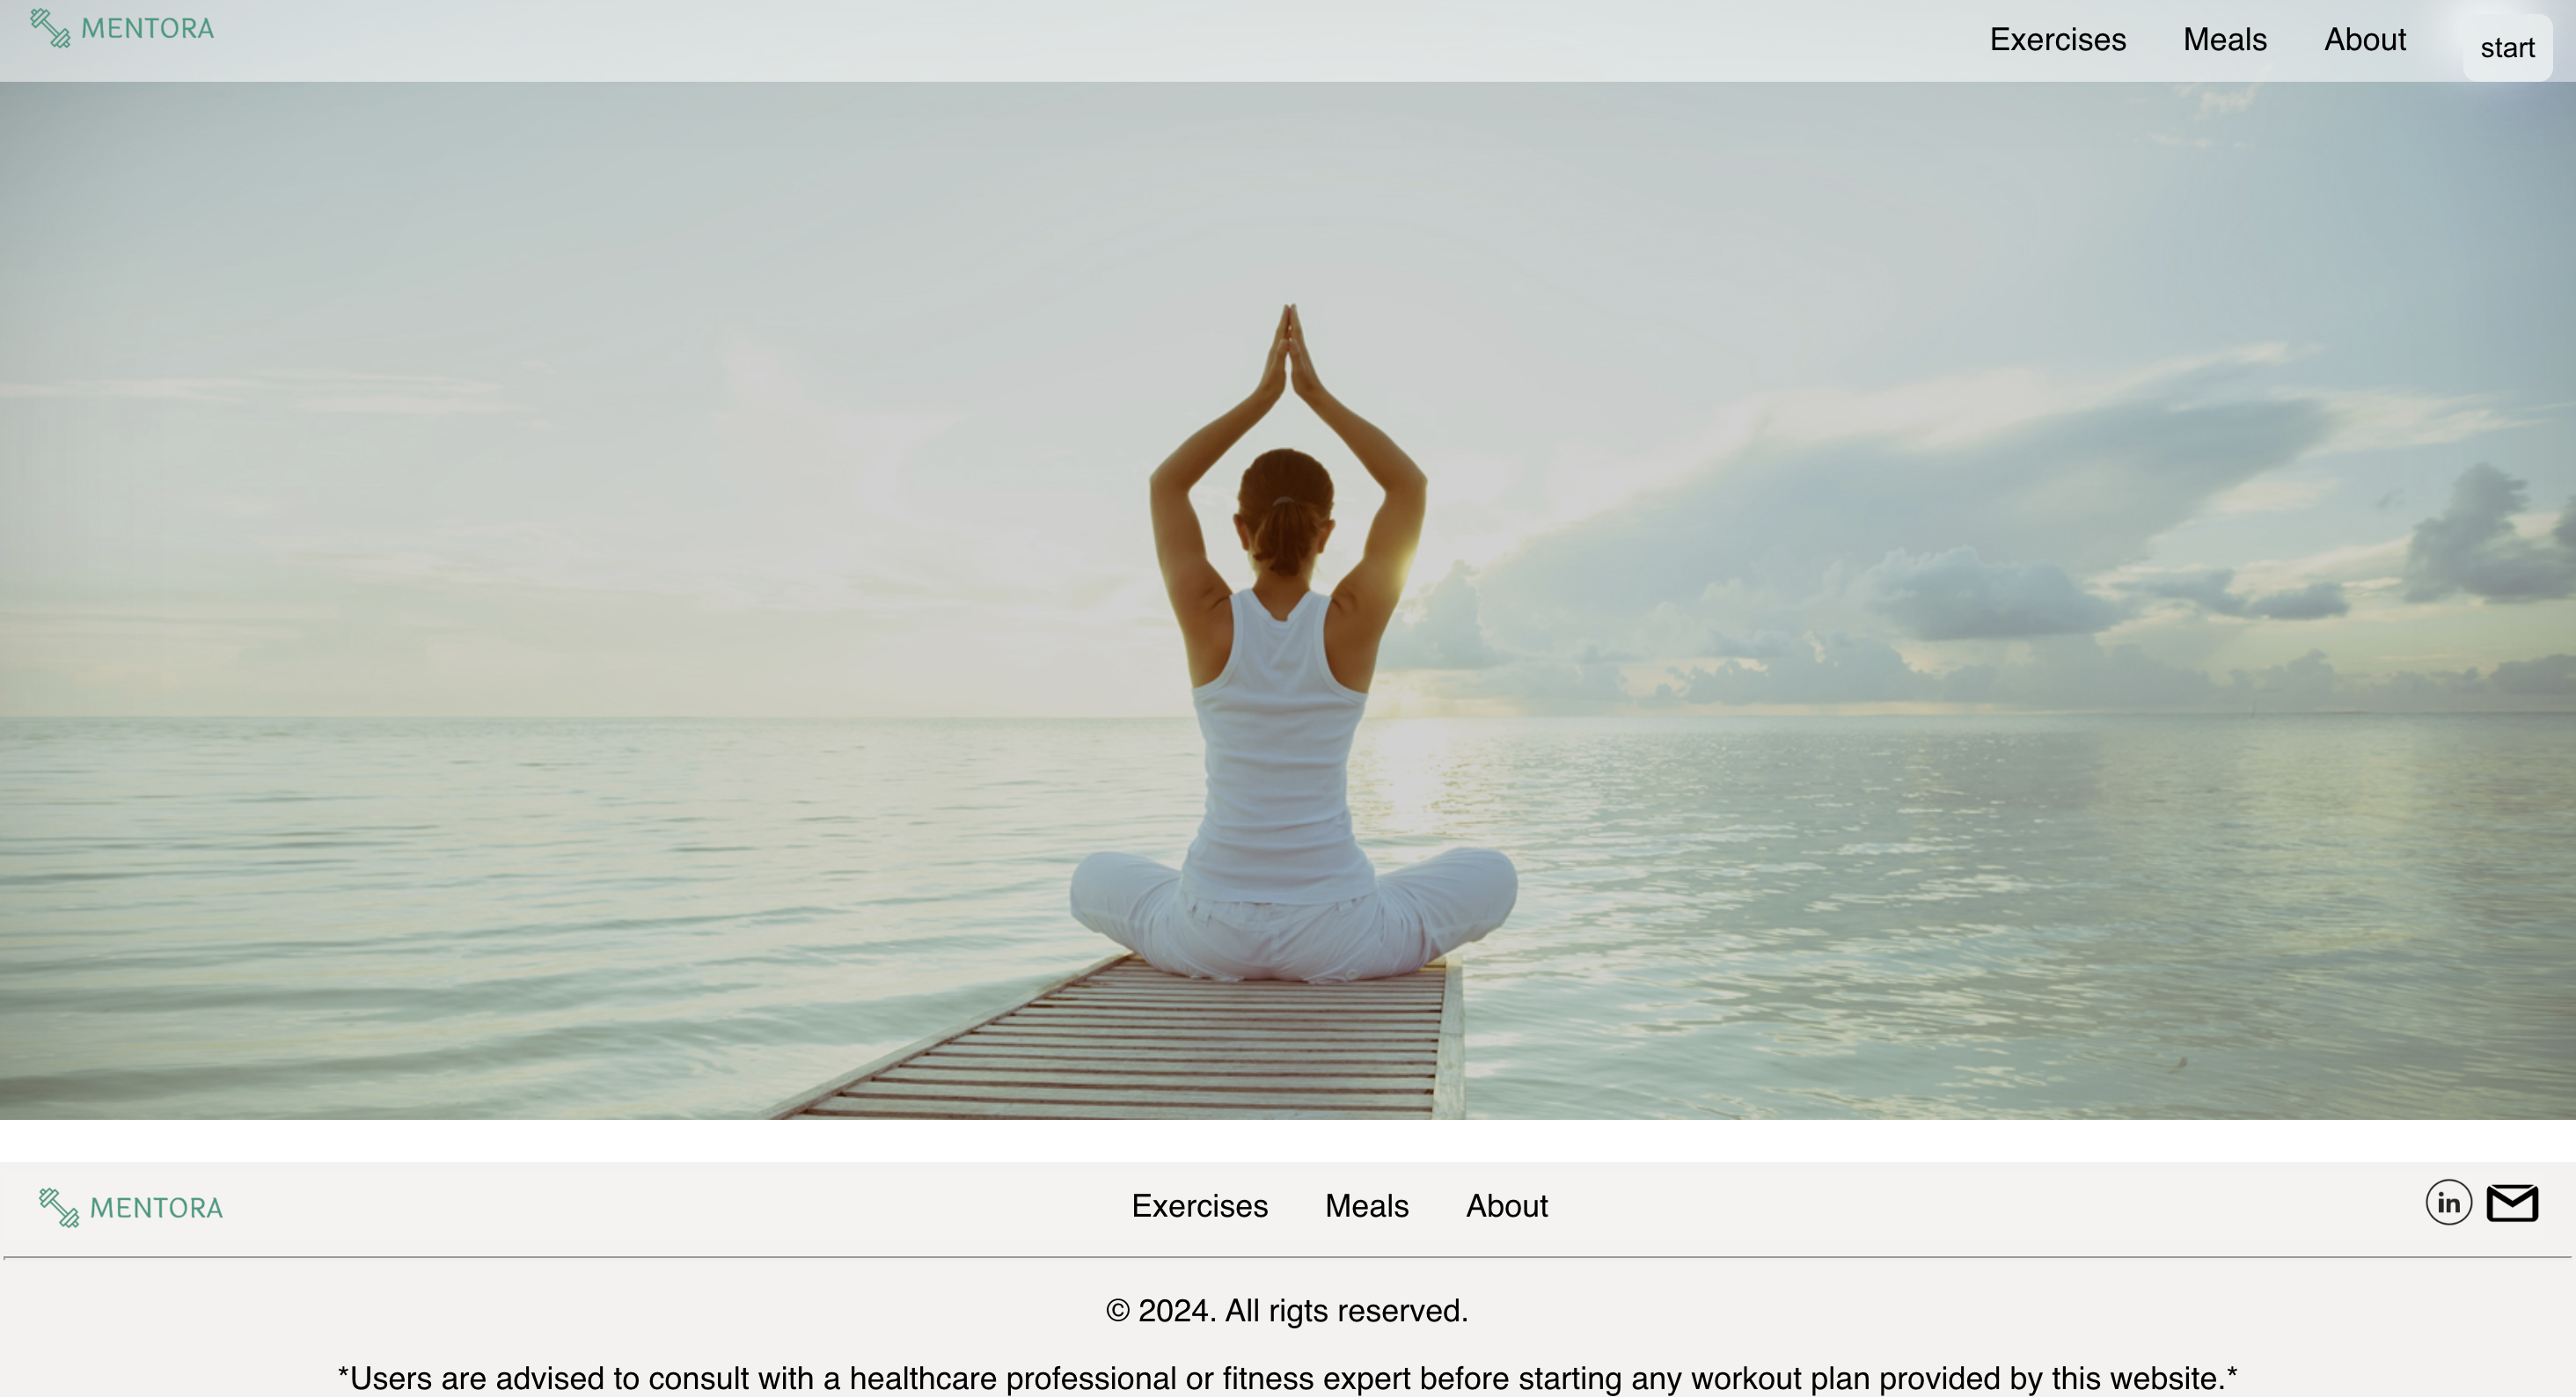 MENTORA
Exercises Meals About start
MENTORA
Exercises Meals About
in
© 2024. All rigts reserved.
*Users are advised to consult with a healthcare professional or fitness expert before starting any workout plan provided by this website.*